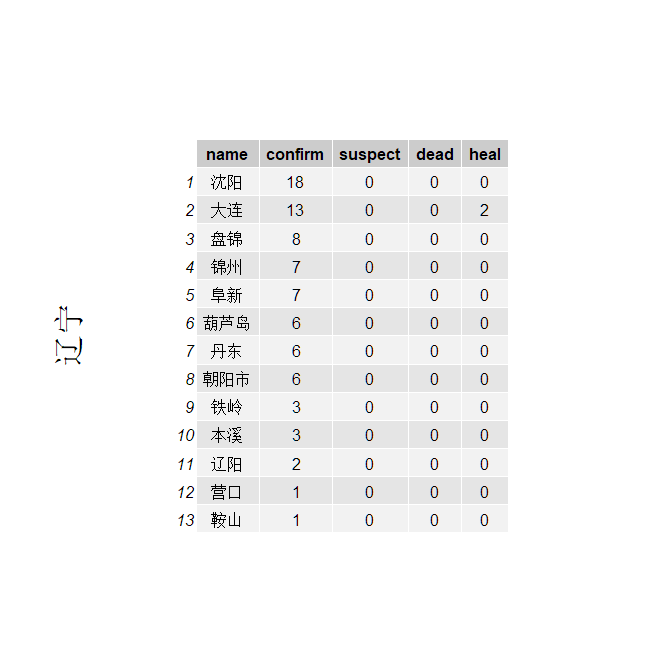 辽宁
name confirm suspect dead heal
1 沈阳 18 0 0 0
2 大连 13 0 0 2
3 盘锦 8 0 0 0
4 锦州 7 0 0 0
5 阜新 7 0 0 0
6 葫芦岛 6 0 0 0
7 丹东 6 0 0 0
8 朝阳市 6 0 0 0
9 铁岭 3 0 0 0
10 本溪 3 0 0 0
11 辽阳 2 0 0 0
12 营口 1 0 0 0
13 鞍山 1 0 0 0